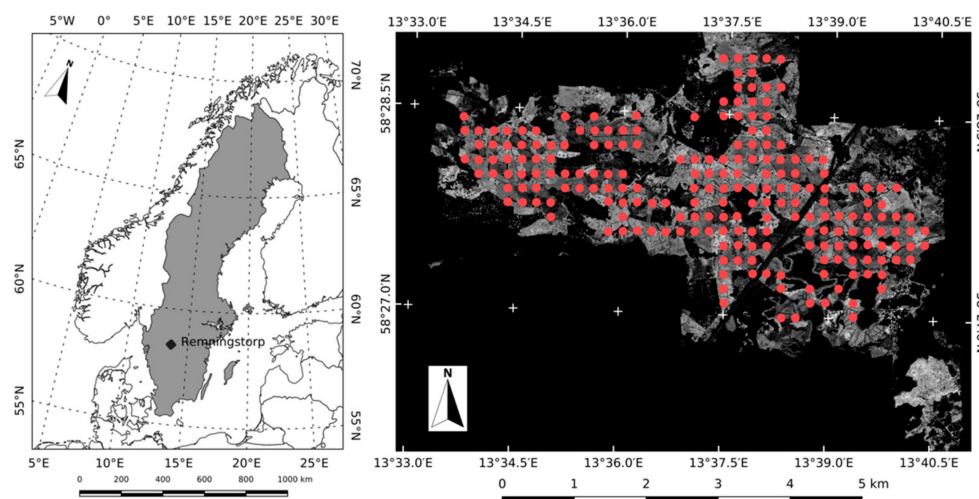 5°W 0° 5°E 10°E 15°E 20°E 25°E 30°E
N
70°N
65°N
65°N
60°N
60°N
55°N
Remningstorp
5°E 10°E 15°E 20°E 25°E
0 200 400 600 800 1000 km
13°33.0′E 13°34.5′E 13°36.0′E 13°37.5′E 13°39.0′E 13°40.5′E
58°28.5′N
58°27.0′N
N
13°33.0′E 13°34.5′E 13°36.0′E 13°37.5′E 13°39.0′E 13°40.5′E
0 1 2 3 4 5 km